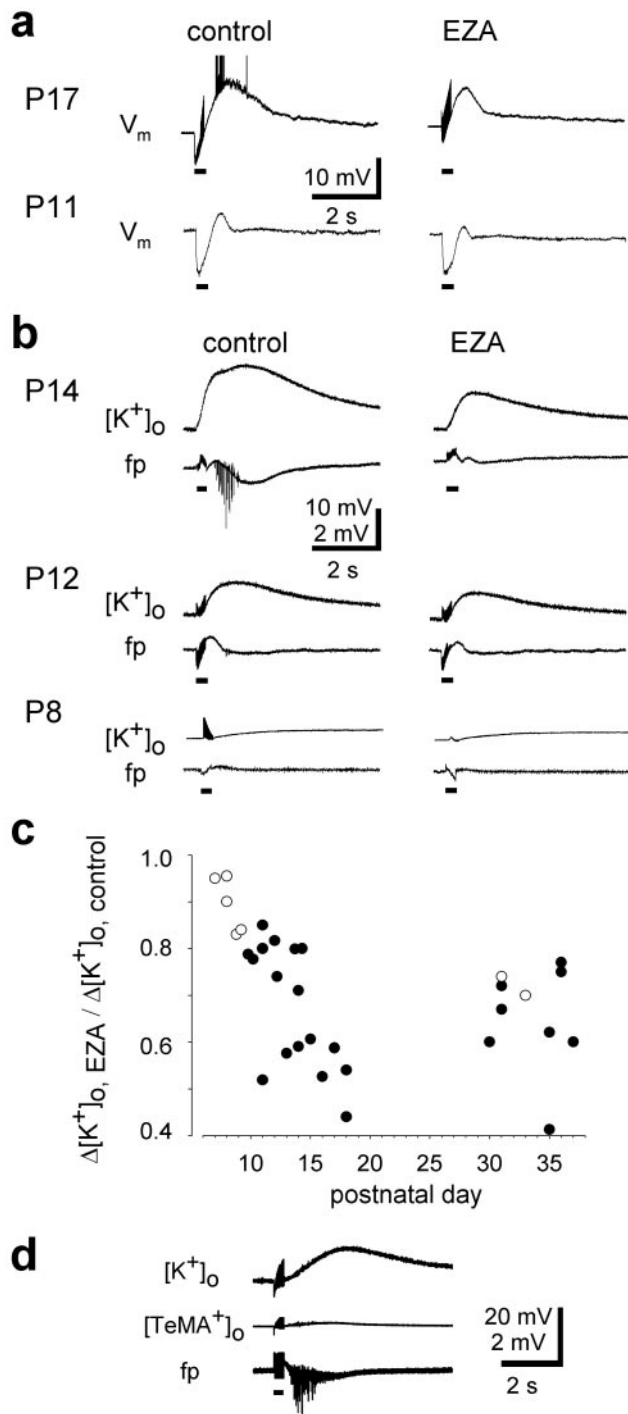 a
control EZA
P17
Vm
10 mV
2 s
P11
Vm
b
control EZA
P14
[K+]o
fp
10 mV
2 mV
2 s
P12
[K+]o
fp
P8
[K+]o
fp
c
Δ[K+]o, EZA / Δ[K+]o, control
1.0
0.8
0.6
0.4
10 15 20 25 30 35
postnatal day
d
[K+]o
[TeMA+]o
fp
20 mV
2 mV
2 s